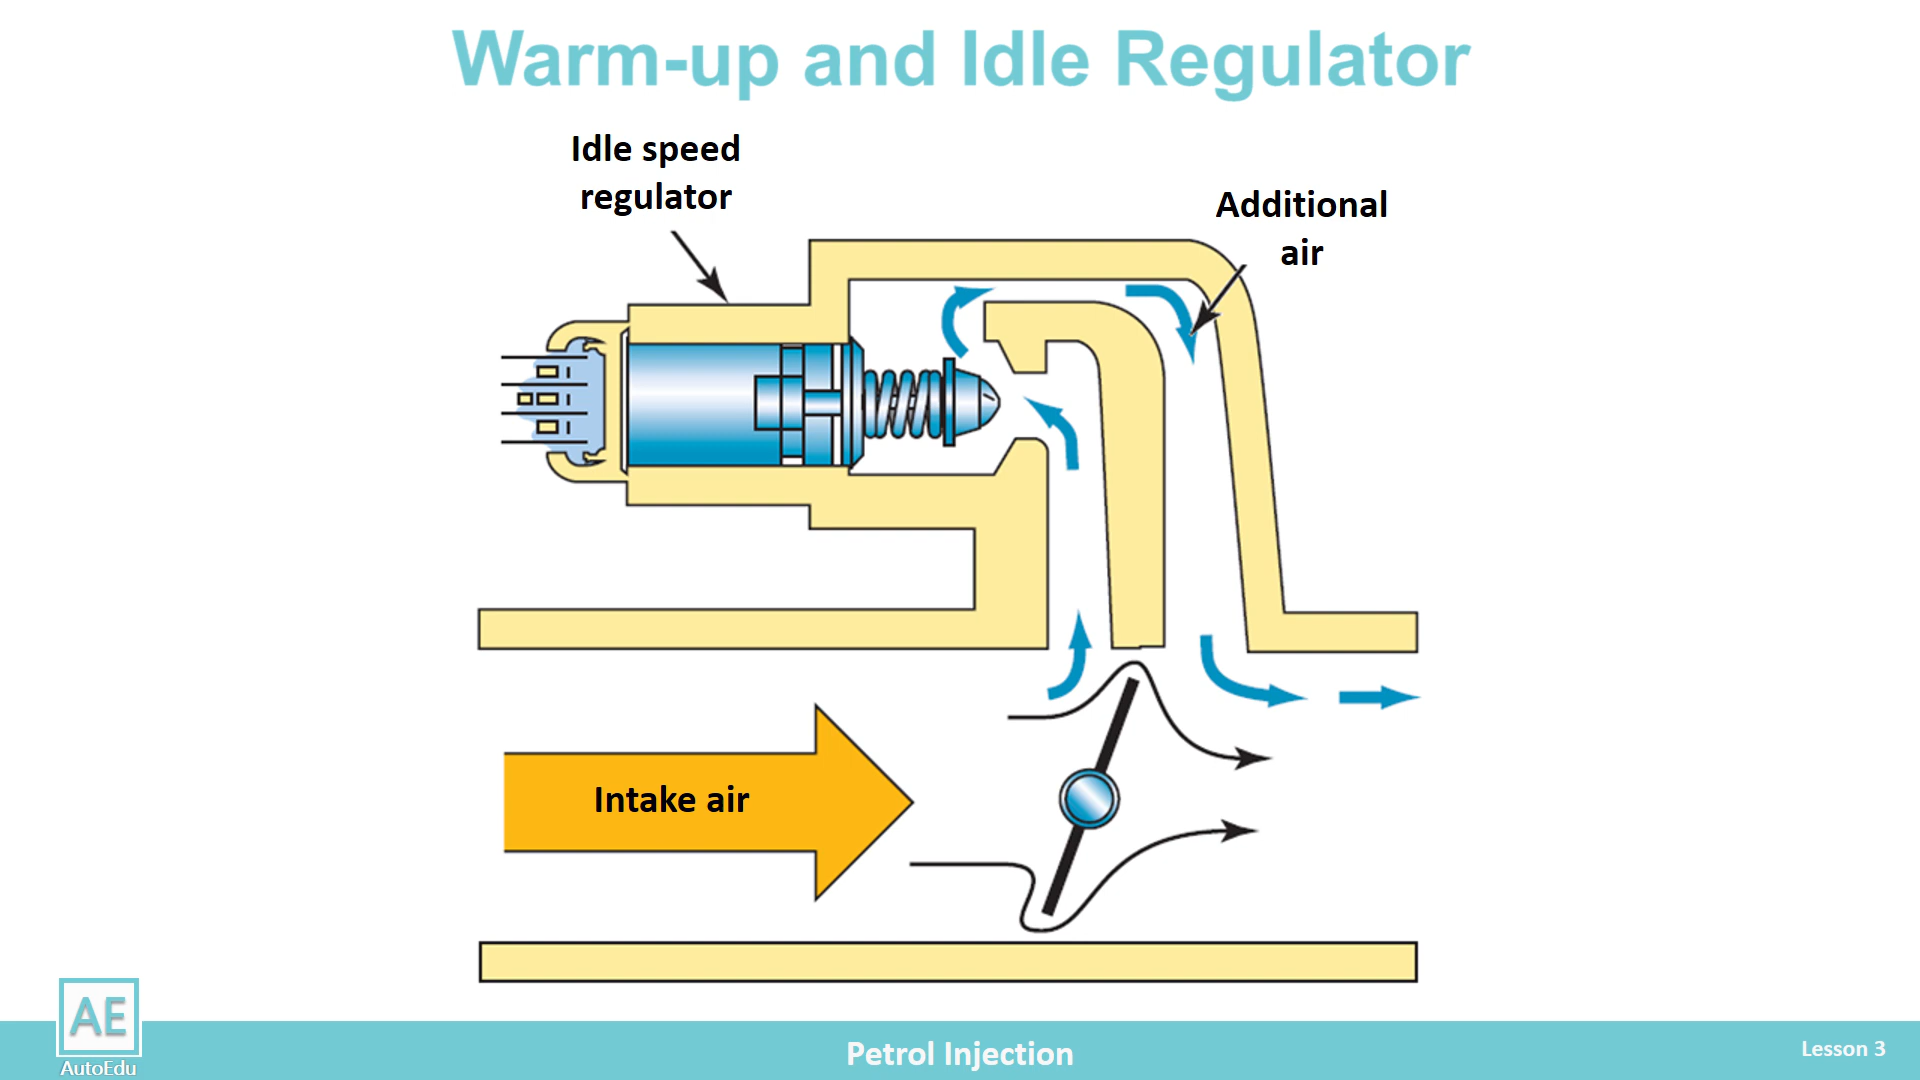 Warm-up and Idle Regulator
Idle speed
regulator
Additional
air
Intake air
AE
AutoEdu
Petrol Injection
Lesson 3